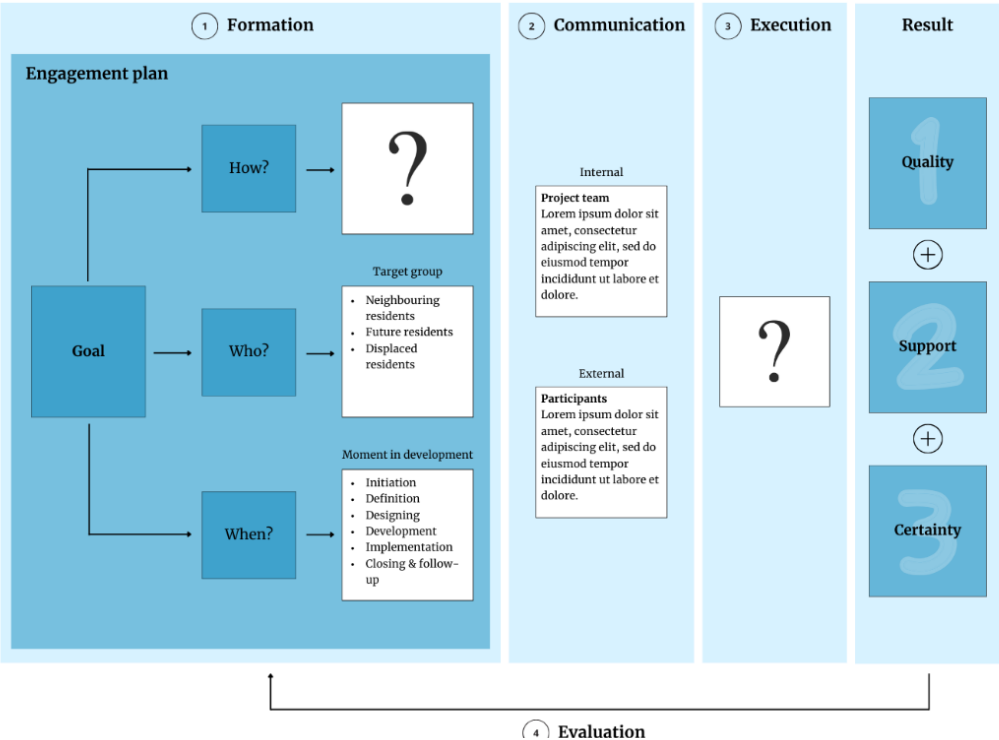 1 Formation
Engagement plan
How?
?
Goal
Who?
Target group
• Neighbouring
residents
• Future residents
• Displaced
residents
When?
Moment in development
• Initiation
• Definition
• Designing
• Development
• Implementation
• Closing & follow-
up
2 Communication
Internal
Project team
Lorem ipsum dolor sit
amet, consectetur
adipiscing elit, sed do
eiusmod tempor
incididunt ut labore et
dolore.
External
Participants
Lorem ipsum dolor sit
amet, consectetur
adipiscing elit, sed do
eiusmod tempor
incididunt ut labore et
dolore.
3 Execution
?
Result
1
Quality
+
2
Support
+
3
Certainty
4 Evaluation